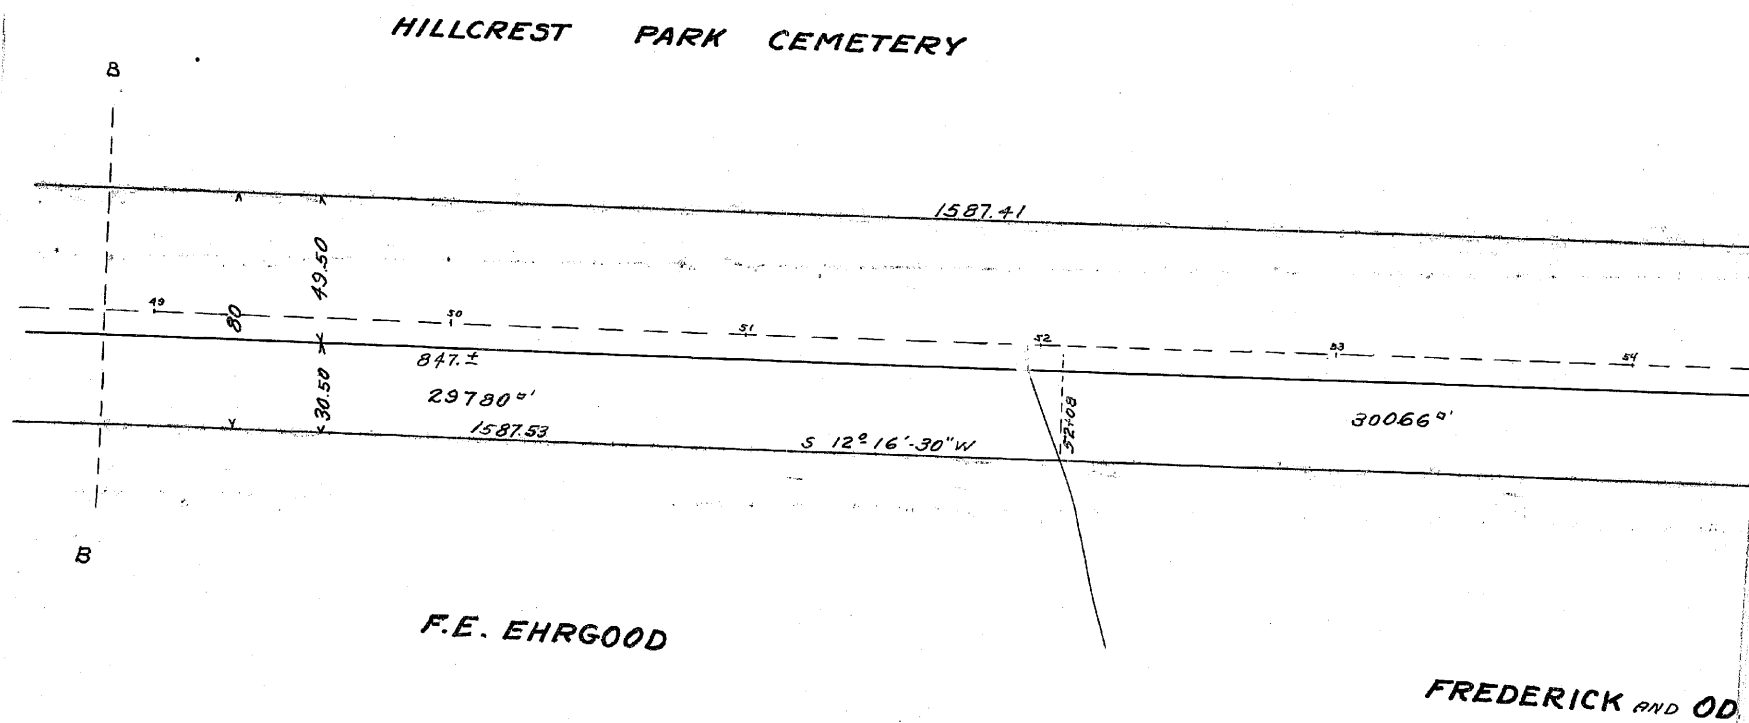 HILLCREST PARK CEMETERY
B
1587.41
49.50
80
49
50
51
52
53
54
847.±
30.50
29780□'
1587.53
S 12°-16'-30"W
52+08
30066□'
B
F.E. EHRGOOD
FREDERICK AND OD